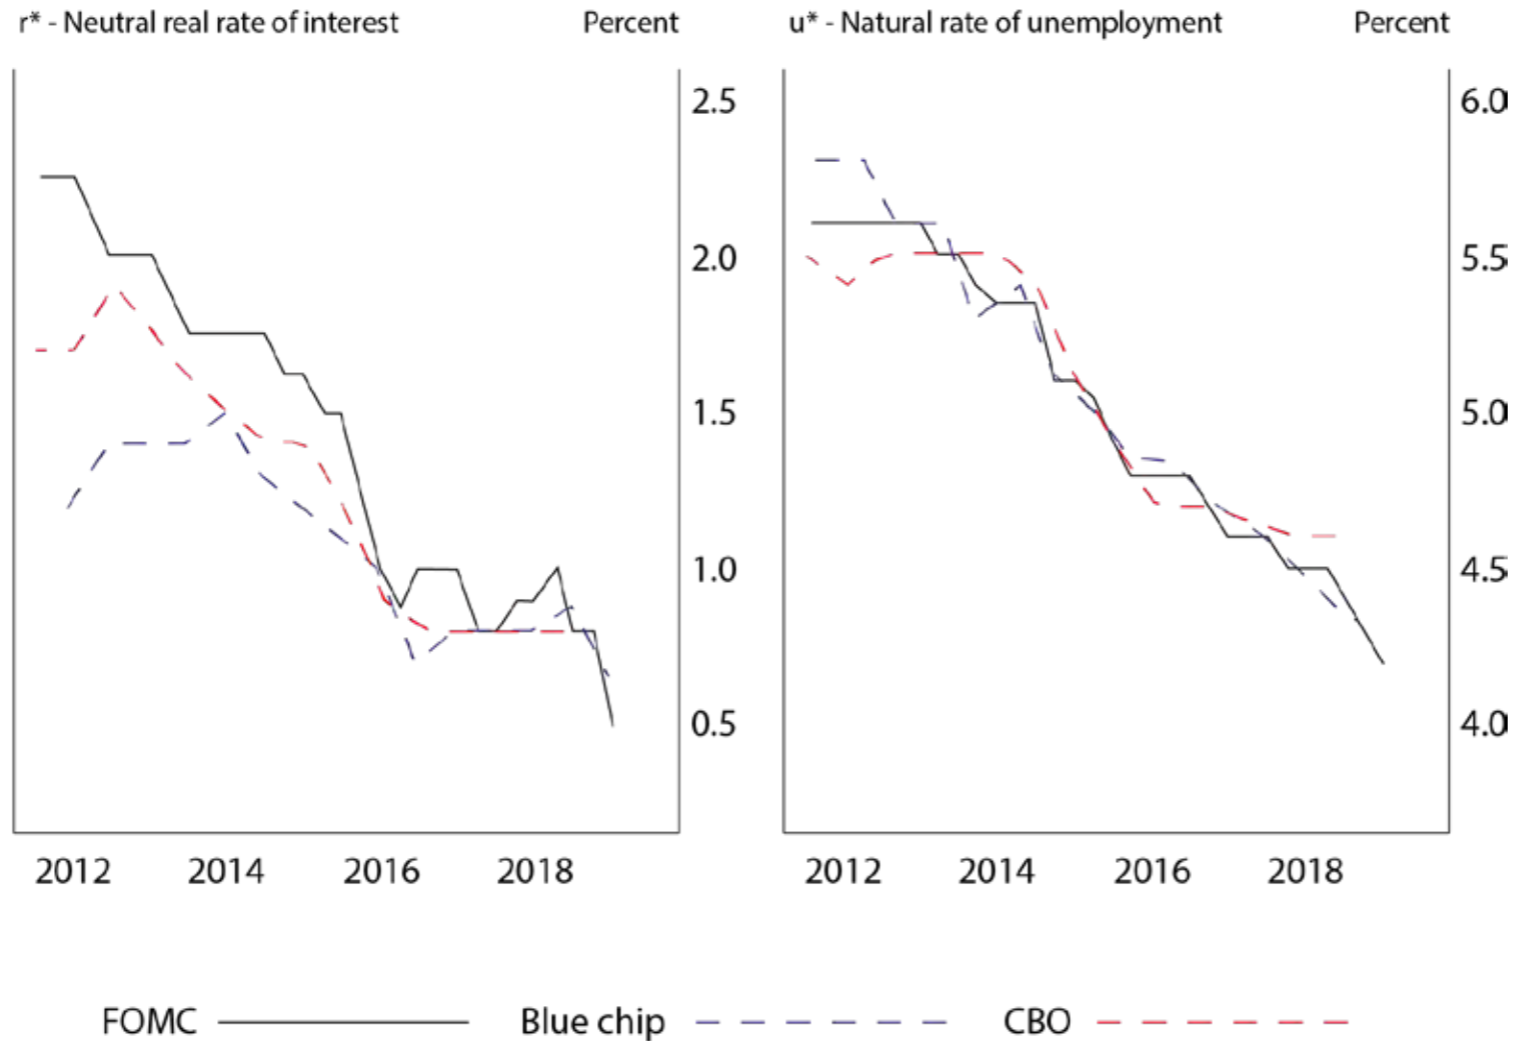 r* - Neutral real rate of interest Percent
2.5
2.0
1.5
1.0
0.5
2012 2014 2016 2018
u* - Natural rate of unemployment Percent
6.0
5.5
5.0
4.5
4.0
2012 2014 2016 2018
FOMC Blue chip CBO